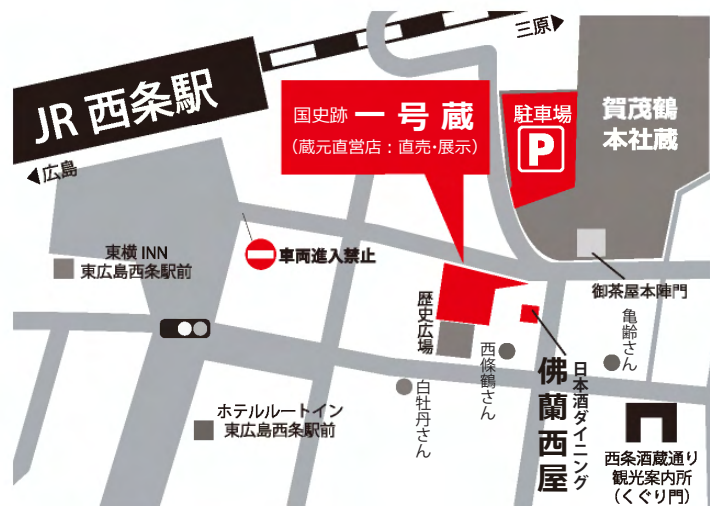 三原▶
JR 西条駅
◀広島
国史跡 一号蔵
（蔵元直営店：直売・展示）
駐車場
P
賀茂鶴
本社蔵
車両進入禁止
東横 INN
東広島西条駅前
御茶屋本陣門
歴史広場
亀齢さん
西條鶴さん
白牡丹さん
日本酒ダイニング
佛蘭西屋
ホテルルートイン
東広島西条駅前
西条酒蔵通り
観光案内所
（くぐり門）